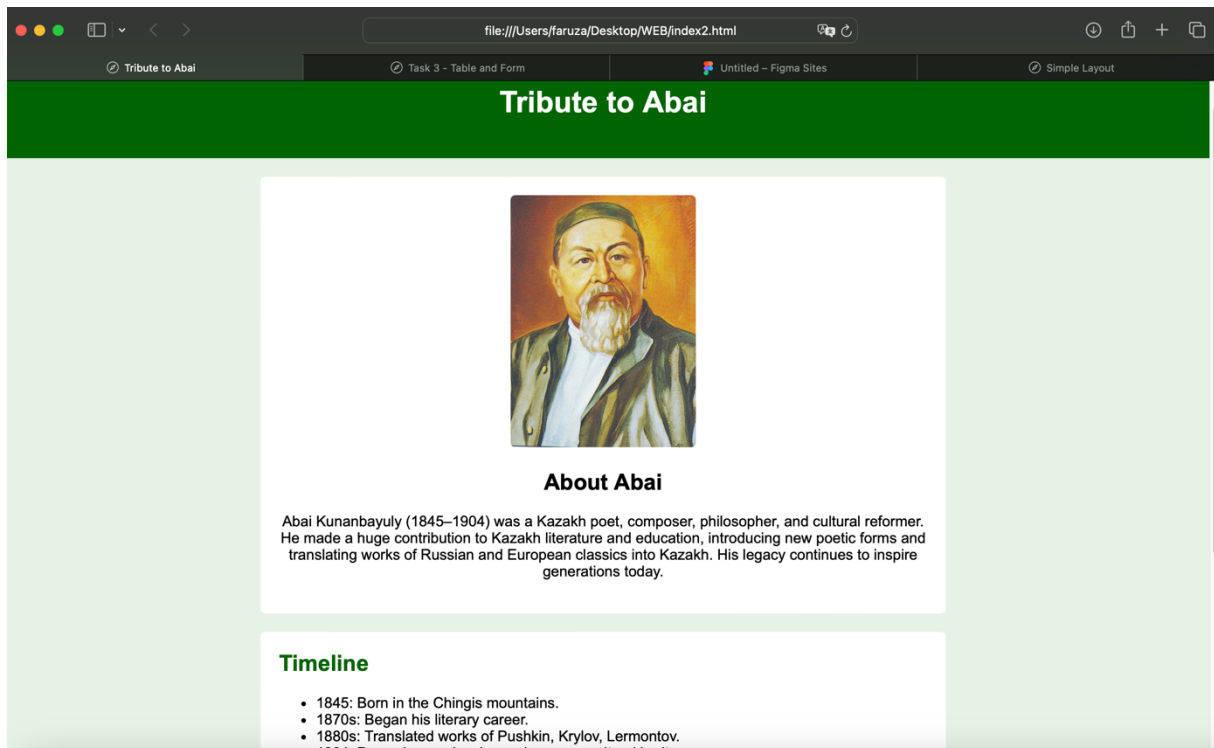 file:///Users/faruza/Desktop/WEB/index2.html
Tribute to Abai
Task 3 - Table and Form
Untitled – Figma Sites
Simple Layout
Tribute to Abai
About Abai
Abai Kunanbayuly (1845–1904) was a Kazakh poet, composer, philosopher, and cultural reformer.
He made a huge contribution to Kazakh literature and education, introducing new poetic forms and
translating works of Russian and European classics into Kazakh. His legacy continues to inspire
generations today.
Timeline
• 1845: Born in the Chingis mountains.
• 1870s: Began his literary career.
• 1880s: Translated works of Pushkin, Krylov, Lermontov.